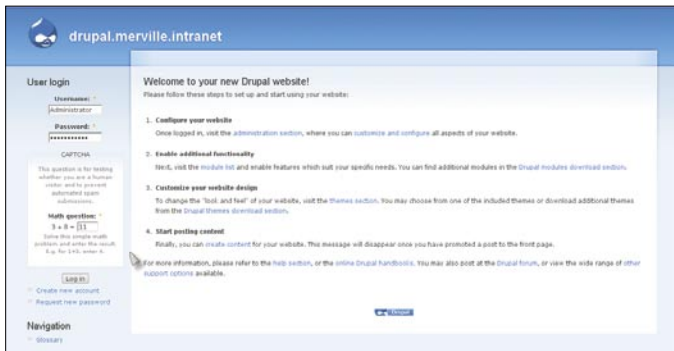 drupal.merville.intranet
User login
Username: *
Administrator
Password: *
***********
CAPTCHA
This question is for testing
whether you are a human
visitor and to prevent
automated spam
submissions.
Math question: *
3 + 8 = 11
Solve this simple math
problem and enter the result.
E.g. for 1+3, enter 4.
Log in
Create new account
Request new password
Navigation
Glossary
Welcome to your new Drupal website!
Please follow these steps to set up and start using your website:
1. Configure your website
Once logged in, visit the administration section, where you can customize and configure all aspects of your website.
2. Enable additional functionality
Next, visit the module list and enable features which suit your specific needs. You can find additional modules in the Drupal modules download section.
3. Customize your website design
To change the "look and feel" of your website, visit the themes section. You may choose from one of the included themes or download additional themes
from the Drupal themes download section.
4. Start posting content
Finally, you can create content for your website. This message will disappear once you have promoted a post to the front page.
For more information, please refer to the help section, or the online Drupal handbooks. You may also post at the Drupal forum, or view the wide range of other
support options available.
Drupal